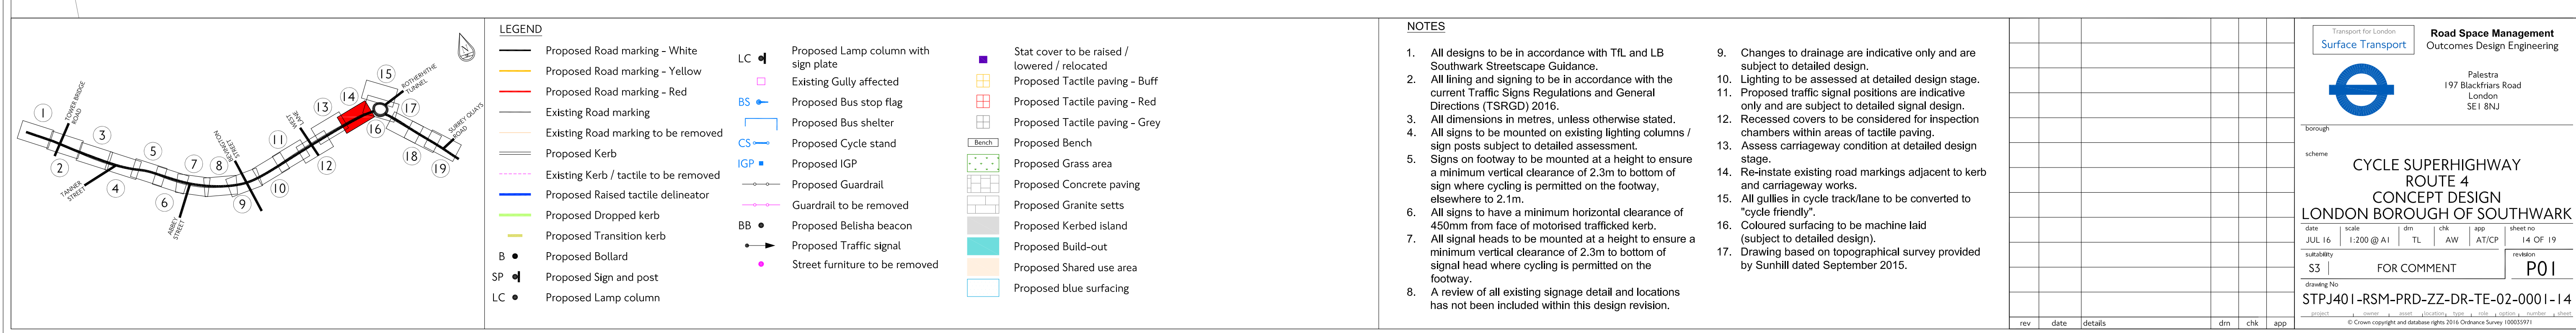 1
TOWER BRIDGE
ROAD
2
3
TANNER
STREET
4
5
6
ABBEY
STREET
7
8
BEVINGTON
STREET
9
10
11
WEST
LANE
12
13
14
15
ROTHERHITHE
TUNNEL
16
17
SURREY QUAYS
ROAD
18
19
LEGEND
Proposed Road marking - White
Proposed Road marking - Yellow
Proposed Road marking - Red
Existing Road marking
Existing Road marking to be removed
Proposed Kerb
Existing Kerb / tactile to be removed
Proposed Raised tactile delineator
Proposed Dropped kerb
Proposed Transition kerb
B Proposed Bollard
SP Proposed Sign and post
LC Proposed Lamp column
LC Proposed Lamp column with
sign plate
Existing Gully affected
BS Proposed Bus stop flag
Proposed Bus shelter
CS Proposed Cycle stand
IGP Proposed IGP
Proposed Guardrail
Guardrail to be removed
BB Proposed Belisha beacon
Proposed Traffic signal
Street furniture to be removed
Stat cover to be raised /
lowered / relocated
Proposed Tactile paving - Buff
Proposed Tactile paving - Red
Proposed Tactile paving - Grey
Bench Proposed Bench
Proposed Grass area
Proposed Concrete paving
Proposed Granite setts
Proposed Kerbed island
Proposed Build-out
Proposed Shared use area
Proposed blue surfacing
NOTES
1. All designs to be in accordance with TfL and LB
Southwark Streetscape Guidance.
2. All lining and signing to be in accordance with the
current Traffic Signs Regulations and General
Directions (TSRGD) 2016.
3. All dimensions in metres, unless otherwise stated.
4. All signs to be mounted on existing lighting columns /
sign posts subject to detailed assessment.
5. Signs on footway to be mounted at a height to ensure
a minimum vertical clearance of 2.3m to bottom of
sign where cycling is permitted on the footway,
elsewhere to 2.1m.
6. All signs to have a minimum horizontal clearance of
450mm from face of motorised trafficked kerb.
7. All signal heads to be mounted at a height to ensure a
minimum vertical clearance of 2.3m to bottom of
signal head where cycling is permitted on the
footway.
8. A review of all existing signage detail and locations
has not been included within this design revision.
9. Changes to drainage are indicative only and are
subject to detailed design.
10. Lighting to be assessed at detailed design stage.
11. Proposed traffic signal positions are indicative
only and are subject to detailed signal design.
12. Recessed covers to be considered for inspection
chambers within areas of tactile paving.
13. Assess carriageway condition at detailed design
stage.
14. Re-instate existing road markings adjacent to kerb
and carriageway works.
15. All gullies in cycle track/lane to be converted to
"cycle friendly".
16. Coloured surfacing to be machine laid
(subject to detailed design).
17. Drawing based on topographical survey provided
by Sunhill dated September 2015.
rev date details drn chk app
Transport for London
Surface Transport
Road Space Management
Outcomes Design Engineering
Palestra
197 Blackfriars Road
London
SE1 8NJ
borough
scheme
CYCLE SUPERHIGHWAY
ROUTE 4
CONCEPT DESIGN
LONDON BOROUGH OF SOUTHWARK
date scale drn chk app sheet no
JUL 16 1:200 @ A1 TL AW AT/CP 14 OF 19
suitability revision
S3 FOR COMMENT P01
drawing No
STPJ401-RSM-PRD-ZZ-DR-TE-02-0001-14
project owner asset location type role option number sheet
© Crown copyright and database rights 2016 Ordnance Survey 100035971